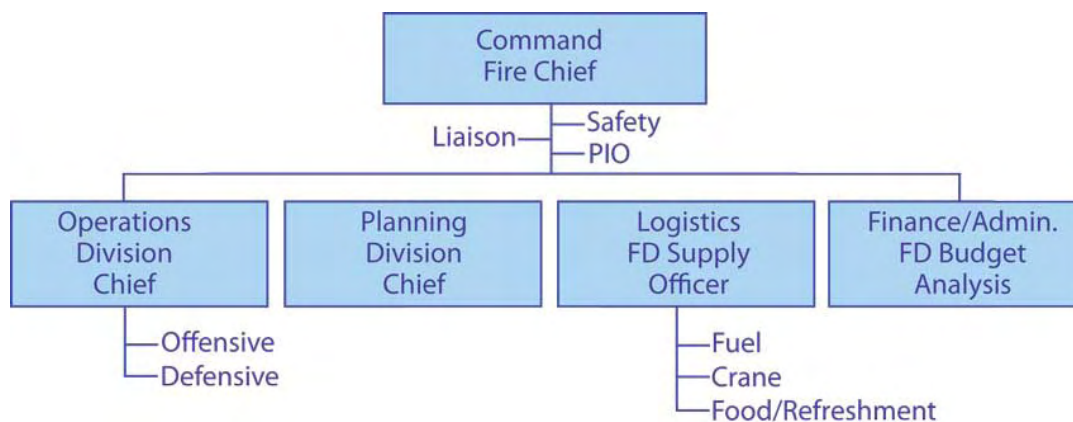 Command
Fire Chief
Liaison
Safety
PIO
Operations
Division
Chief
Planning
Division
Chief
Logistics
FD Supply
Officer
Finance/Admin.
FD Budget
Analysis
Offensive
Defensive
Fuel
Crane
Food/Refreshment